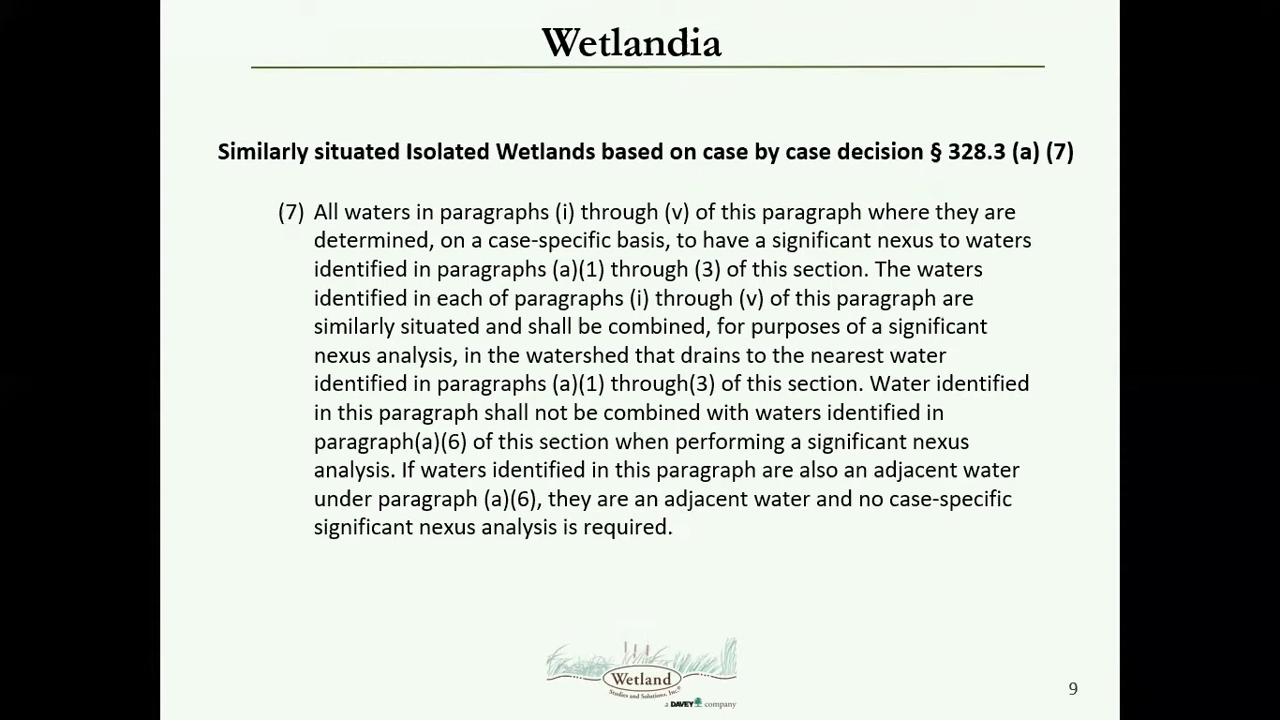 Wetlandia
Similarly situated Isolated Wetlands based on case by case decision § 328.3 (a) (7)
(7) All waters in paragraphs (i) through (v) of this paragraph where they are
determined, on a case-specific basis, to have a significant nexus to waters
identified in paragraphs (a)(1) through (3) of this section. The waters
identified in each of paragraphs (i) through (v) of this paragraph are
similarly situated and shall be combined, for purposes of a significant
nexus analysis, in the watershed that drains to the nearest water
identified in paragraphs (a)(1) through(3) of this section. Water identified
in this paragraph shall not be combined with waters identified in
paragraph(a)(6) of this section when performing a significant nexus
analysis. If waters identified in this paragraph are also an adjacent water
under paragraph (a)(6), they are an adjacent water and no case-specific
significant nexus analysis is required.
Wetland
Studies and Solutions, Inc.®
a DAVEY company
9